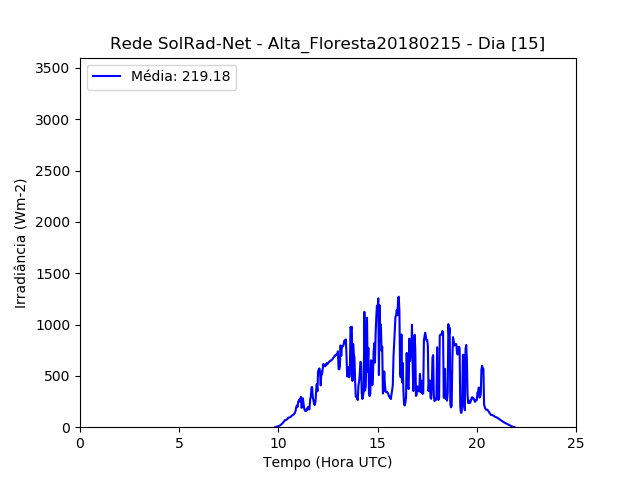 Rede SolRad-Net - Alta_Floresta20180215 - Dia [15]
Média: 219.18
3500
3000
2500
2000
1500
1000
500
0
Irradiância (Wm-2)
0 5 10 15 20 25
Tempo (Hora UTC)